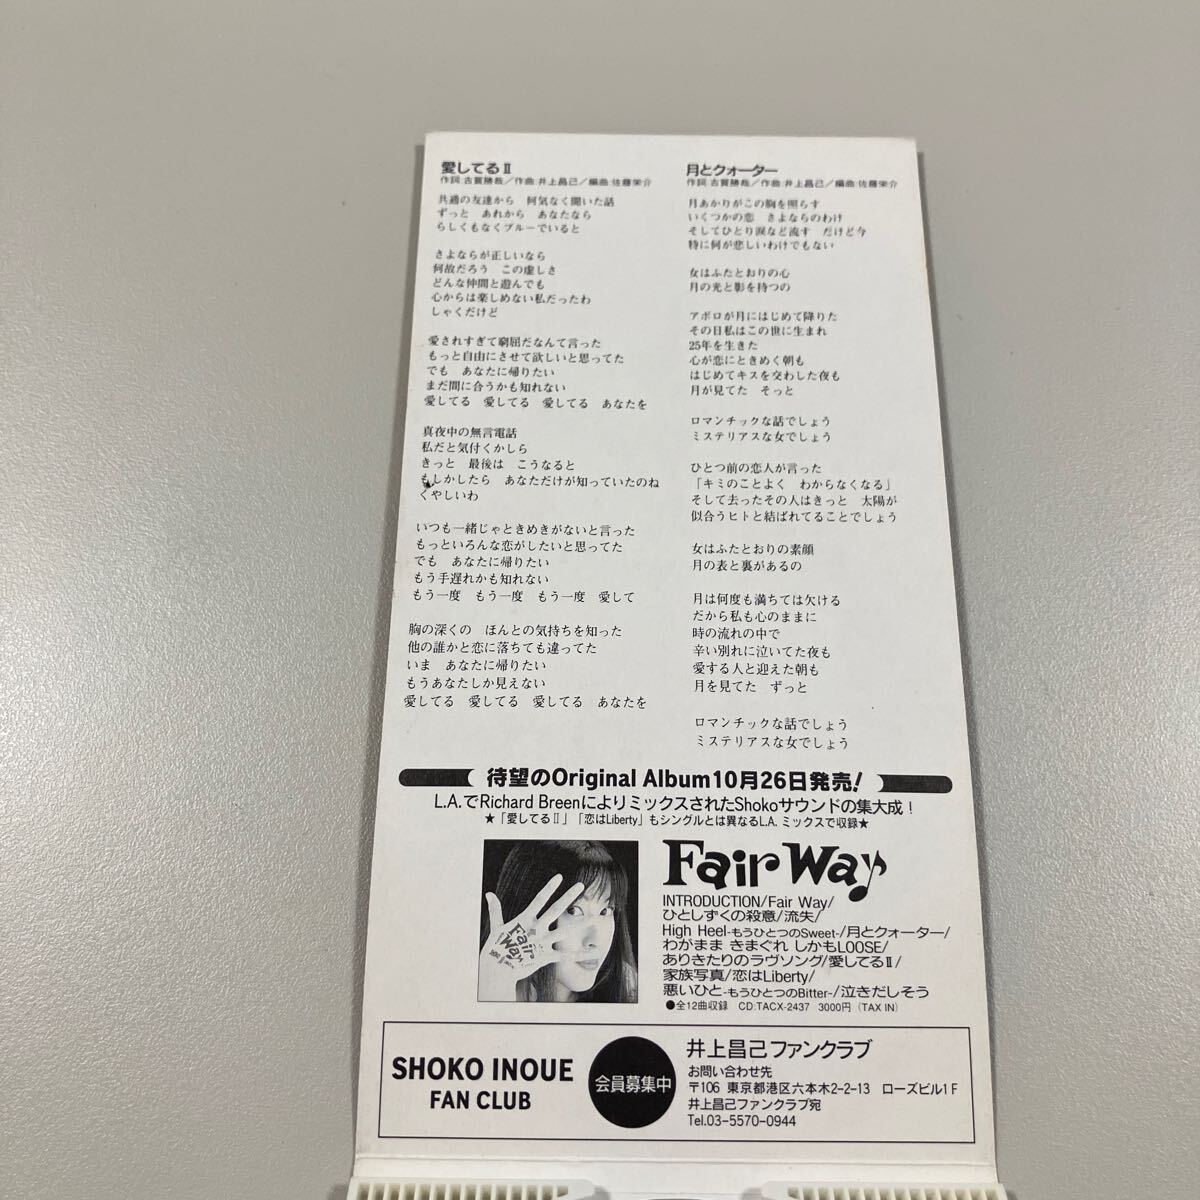 愛してるⅡ
作詞:古賀勝哉／作曲:井上昌己／編曲:佐藤栄介
共通の友達から　何気なく聞いた話
ずっと　あれから　あなたなら
らしくもなくブルーでいると
さよならが正しいなら
何故だろう　この虚しさ
どんな仲間と遊んでも
心からは楽しめない私だったわ
しゃくだけど
愛されすぎて窮屈だなんて言った
もっと自由にさせて欲しいと思ってた
でも　あなたに帰りたい
まだ間に合うかも知れない
愛してる　愛してる　愛してる　あなたを
真夜中の無言電話
私だと気付くかしら
きっと　最後は　こうなると
もしかしたら　あなただけが知っていたのね
くやしいわ
いつも一緒じゃときめきがないと言った
もっといろんな恋がしたいと思ってた
でも　あなたに帰りたい
もう手遅れかも知れない
もう一度　もう一度　もう一度　愛して
胸の深くの　ほんとの気持ちを知った
他の誰かと恋に落ちても違ってた
いま　あなたに帰りたい
もうあなたしか見えない
愛してる　愛してる　愛してる　あなたを
月とクォーター
作詞:古賀勝哉／作曲:井上昌己／編曲:佐藤栄介
月あかりがこの胸を照らす
いくつかの恋　さよならのわけ
そしてひとり涙など流す　だけど今
特に何が悲しいわけでもない
女はふたとおりの心
月の光と影を持つの
アポロが月にはじめて降りた
その日私はこの世に生まれ
25年を生きた
心が恋にときめく朝も
はじめてキスを交わした夜も
月が見てた　そっと
ロマンチックな話でしょう
ミステリアスな女でしょう
ひとつ前の恋人が言った
「キミのことよく　わからなくなる」
そして去ったその人はきっと　太陽が
似合うヒトと結ばれてることでしょう
女はふたとおりの素顔
月の表と裏があるの
月は何度も満ちては欠ける
だから私も心のままに
時の流れの中で
辛い別れに泣いてた夜も
愛する人と迎えた朝も
月を見てた　ずっと
ロマンチックな話でしょう
ミステリアスな女でしょう
待望のOriginal Album10月26日発売!
L.A.でRichard BreenによりミックスされたShokoサウンドの集大成！
★「愛してるⅡ」「恋はLiberty」もシングルとは異なるL.A.ミックスで収録★
Fair Way
Fair Way
INTRODUCTION/Fair Way/
ひとしずくの殺意/流失/
High Heel-もうひとつのSweet-/月とクォーター/
わがまま きまぐれ しかもLOOSE/
ありきたりのラヴソング/愛してるⅡ/
家族写真/恋はLiberty/
悪いひと-もうひとつのBitter-/泣きだしそう
●全12曲収録　CD:TACX-2437　3000円（TAX IN）
SHOKO INOUE
FAN CLUB
会員募集中
井上昌己ファンクラブ
お問い合わせ先
〒106 東京都港区六本木2-2-13　ローズビル1F
井上昌己ファンクラブ宛
Tel.03-5570-0944